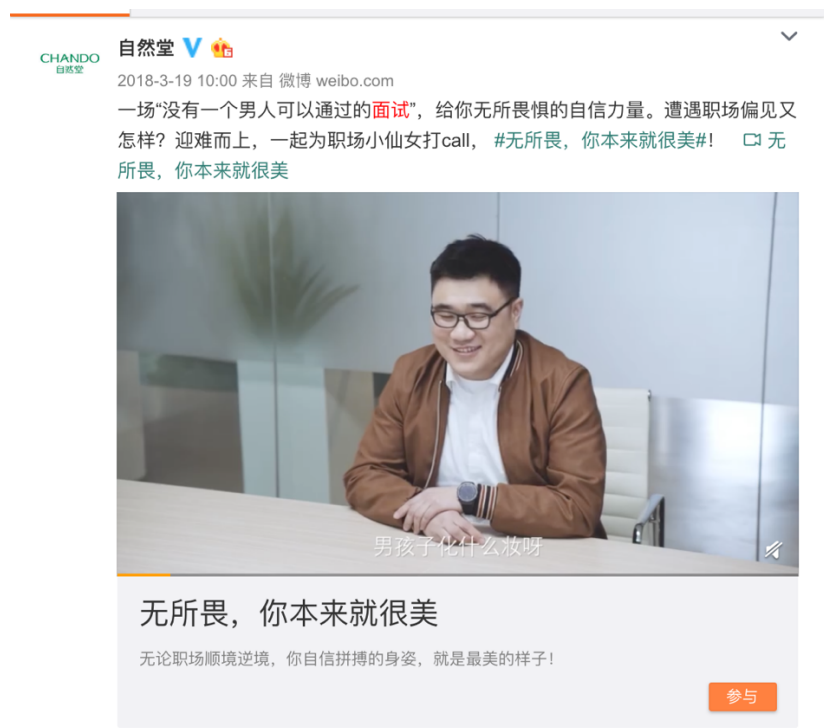 CHANDO
自然堂
自然堂
2018-3-19 10:00 来自 微博 weibo.com
一场“没有一个男人可以通过的面试”，给你无所畏惧的自信力量。遭遇职场偏见又
怎样？迎难而上，一起为职场小仙女打call， #无所畏，你本来就很美#！ 无
所畏，你本来就很美
男孩子化什么妆呀
无所畏，你本来就很美
无论职场顺境逆境，你自信拼搏的身姿，就是最美的样子！
参与